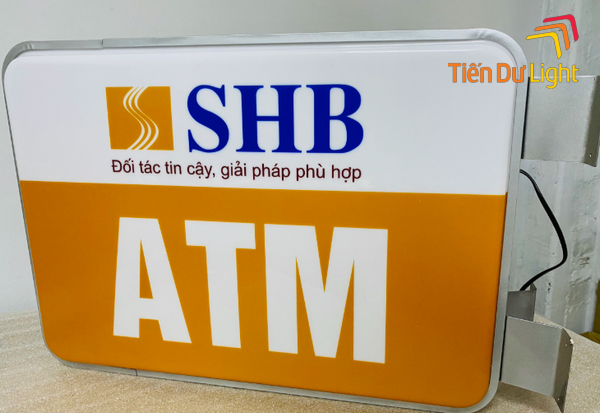 Tiến Dư Light
SHB
Đối tác tin cậy, giải pháp phù hợp
ATM